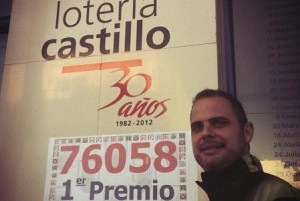 lotería
castillo
30
años
1982 - 2012
76058
1er Premio